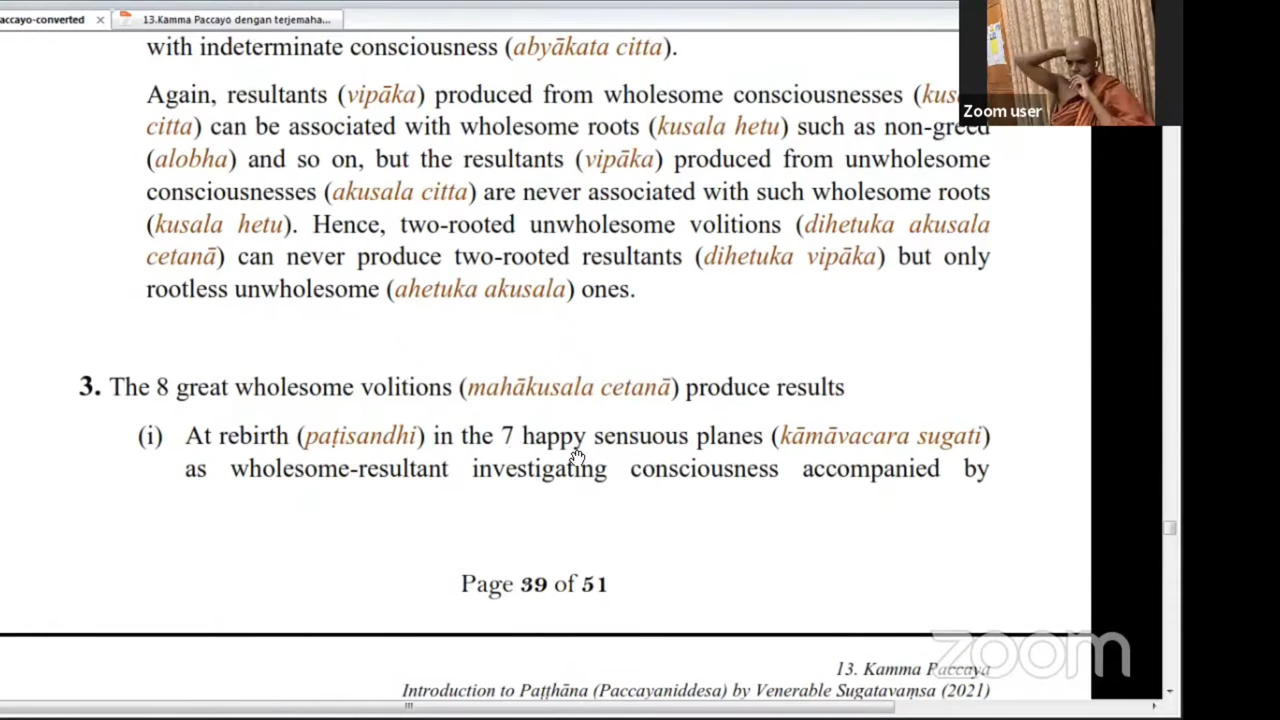 accayo-converted
13.Kamma Paccayo dengan terjemaha...
with indeterminate consciousness (abyākata citta).
Again, resultants (vipāka) produced from wholesome consciousnesses
citta) can be associated with wholesome roots (kusala hetu) such as non-greed
(alobha) and so on, but the resultants (vipāka) produced from unwholesome
consciousnesses (akusala citta) are never associated with such wholesome roots
(kusala hetu). Hence, two-rooted unwholesome volitions (dihetuka akusala
cetanā) can never produce two-rooted resultants (dihetuka vipāka) but only
rootless unwholesome (ahetuka akusala) ones.
3. The 8 great wholesome volitions (mahākusala cetanā) produce results
(i) At rebirth (paṭisandhi) in the 7 happy sensuous planes (kāmāvacara sugati)
as wholesome-resultant investigating consciousness accompanied by
Page 39 of 51
13. Kamma Paccaya
Introduction to Paṭṭhāna (Paccayaniddesa) by Venerable Sugatavaṃsa (2021)
Zoom user
zoom